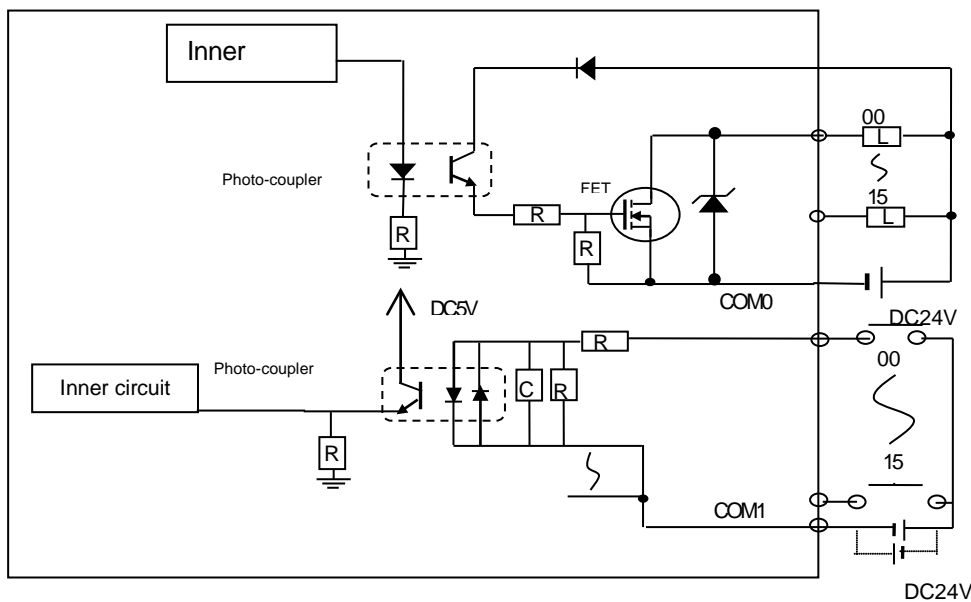 Inner
00
L
15
L
Photo-coupler
FET
R
R
R
DC5V
COM0
DC24V
R
00
Photo-coupler
Inner circuit
C
R
R
15
COM1
DC24V